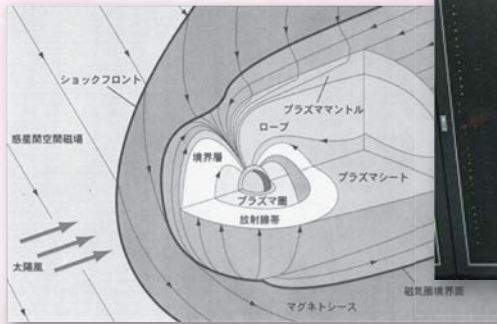 ショックフロント
惑星間空間磁場
太陽風
プラズママントル
ローブ
境界層
プラズマシート
プラズマ圏
放射線帯
磁気圏境界面
マグネトシース